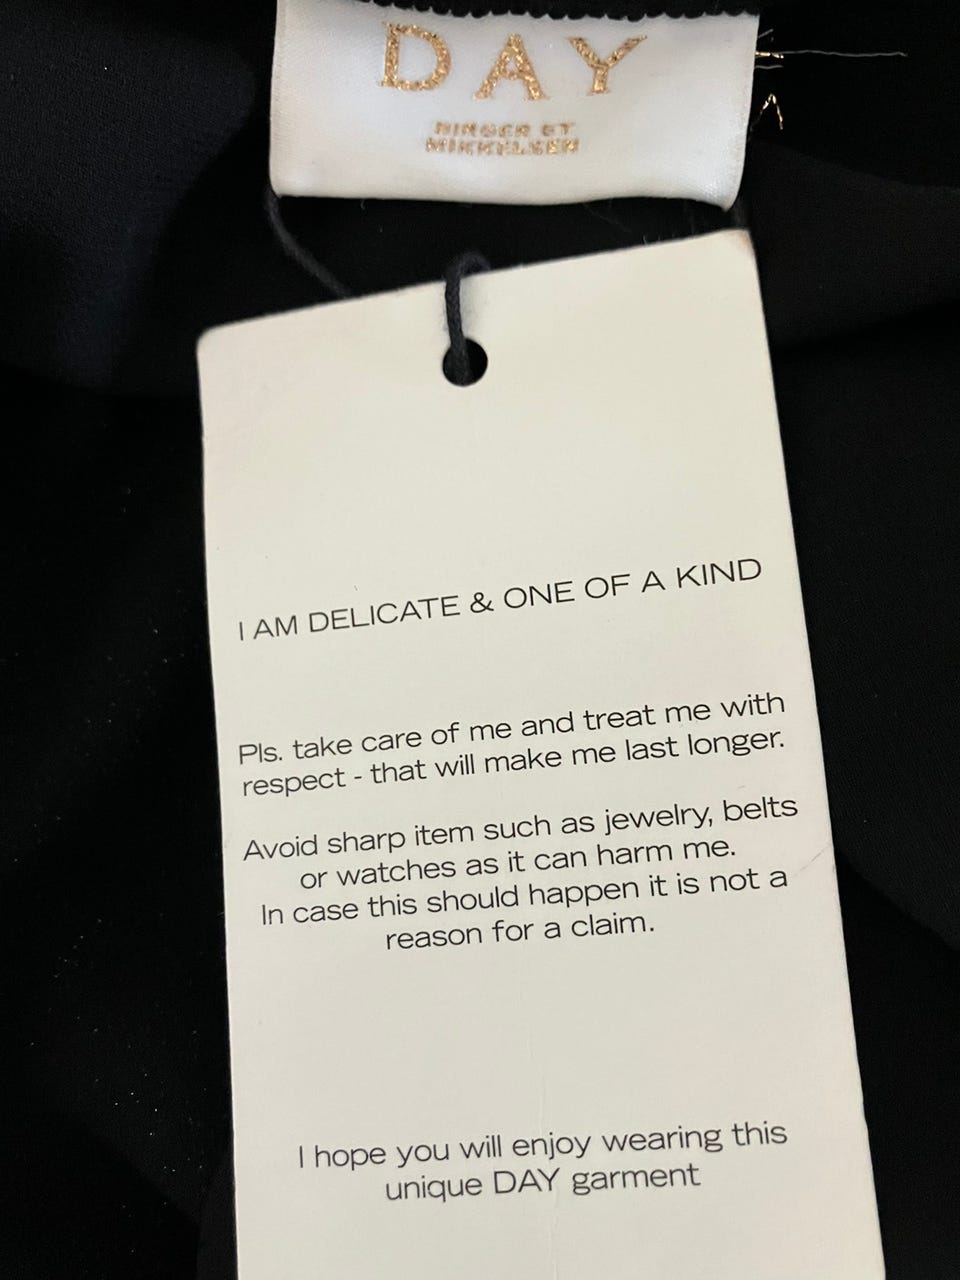 DAY
BIRGER ET
MIKKELSEN
I AM DELICATE & ONE OF A KIND
Pls. take care of me and treat me with
respect - that will make me last longer.
Avoid sharp item such as jewelry, belts
or watches as it can harm me.
In case this should happen it is not a
reason for a claim.
I hope you will enjoy wearing this
unique DAY garment